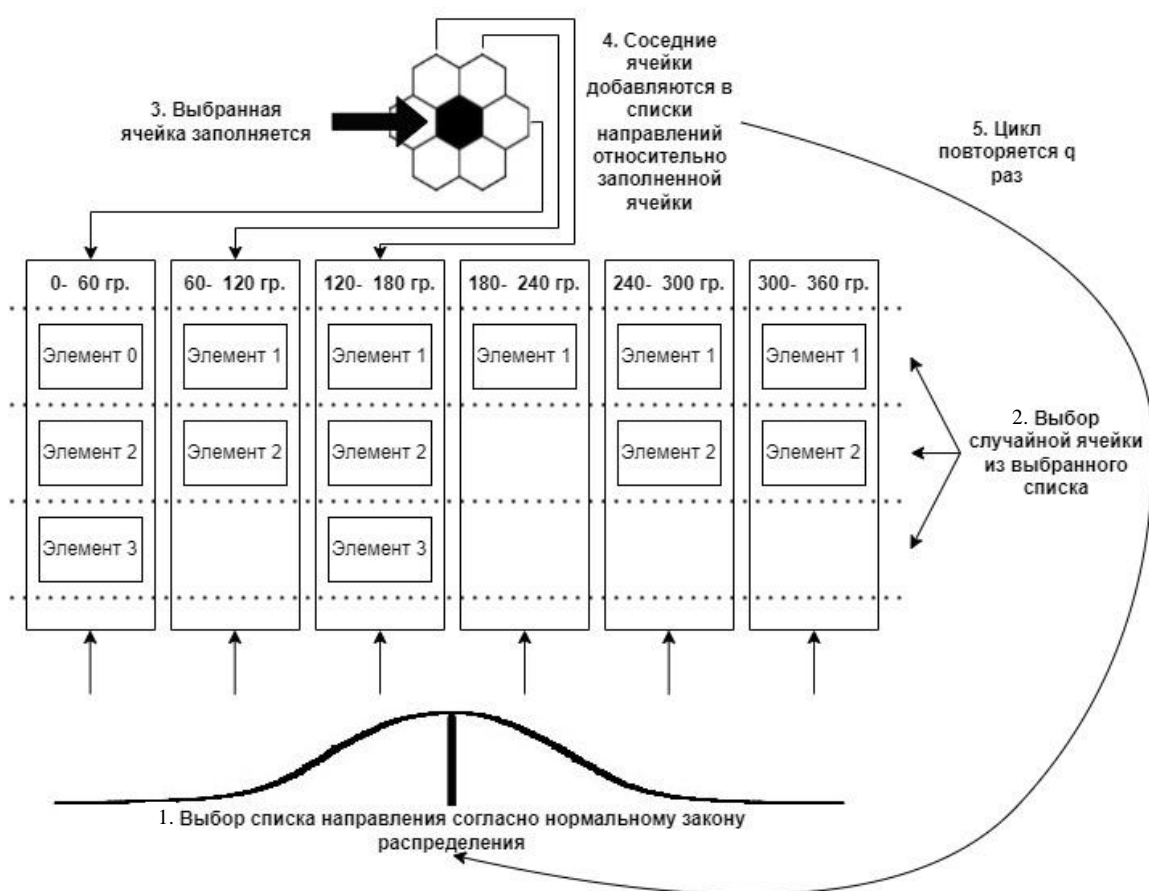 3. Выбранная
ячейка заполняется
4. Соседние
ячейки
добавляются в
списки
направлений
относительно
заполненной
ячейки
5. Цикл
повторяется q
раз
0- 60 гр.
60- 120 гр.
120- 180 гр.
180- 240 гр.
240- 300 гр.
300- 360 гр.
Элемент 0
Элемент 1
Элемент 1
Элемент 1
Элемент 1
Элемент 1
Элемент 2
Элемент 2
Элемент 2
Элемент 2
Элемент 2
Элемент 3
Элемент 3
2. Выбор
случайной ячейки
из выбранного
списка
1. Выбор списка направления согласно нормальному закону
распределения